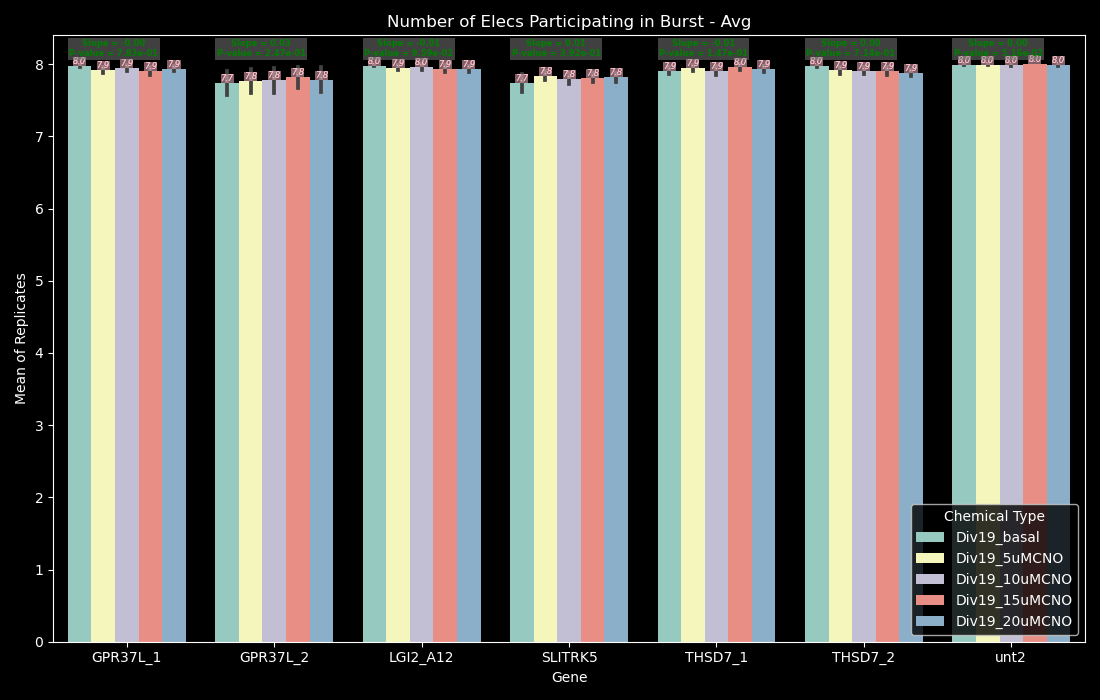 Number of Elecs Participating in Burst - Avg
8.0 7.9 7.9 7.9 7.9
7.7 7.8 7.8 7.8 7.8
8.0 7.9 8.0 7.9 7.9
7.7 7.8 7.8 7.8 7.8
7.9 7.9 7.9 8.0 7.9
8.0 7.9 7.9 7.9 7.9
8.0 8.0 8.0 8.0 8.0
Mean of Replicates
8
7
6
5
4
3
2
1
0
Chemical Type
Div19_basal
Div19_5uMCNO
Div19_10uMCNO
Div19_15uMCNO
Div19_20uMCNO
GPR37L_1 GPR37L_2 LGI2_A12 SLITRK5 THSD7_1 THSD7_2 unt2
Gene